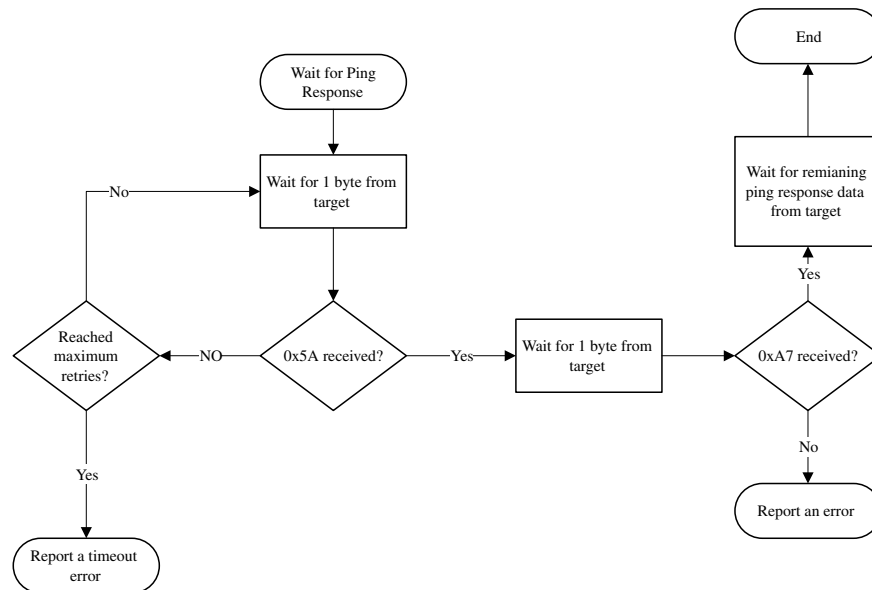 Wait for Ping
Response
Wait for 1 byte from
target
No
Reached
maximum
retries?
NO
0x5A received?
Yes
Wait for 1 byte from
target
0xA7 received?
Yes
Wait for remianing
ping response data
from target
End
No
Report an error
Yes
Report a timeout
error